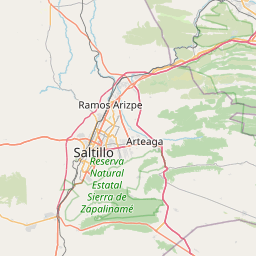 Ramos Arizpe
Arteaga
Saltillo
Reserva
Natural
Estatal
Sierra de
Zapalinamé